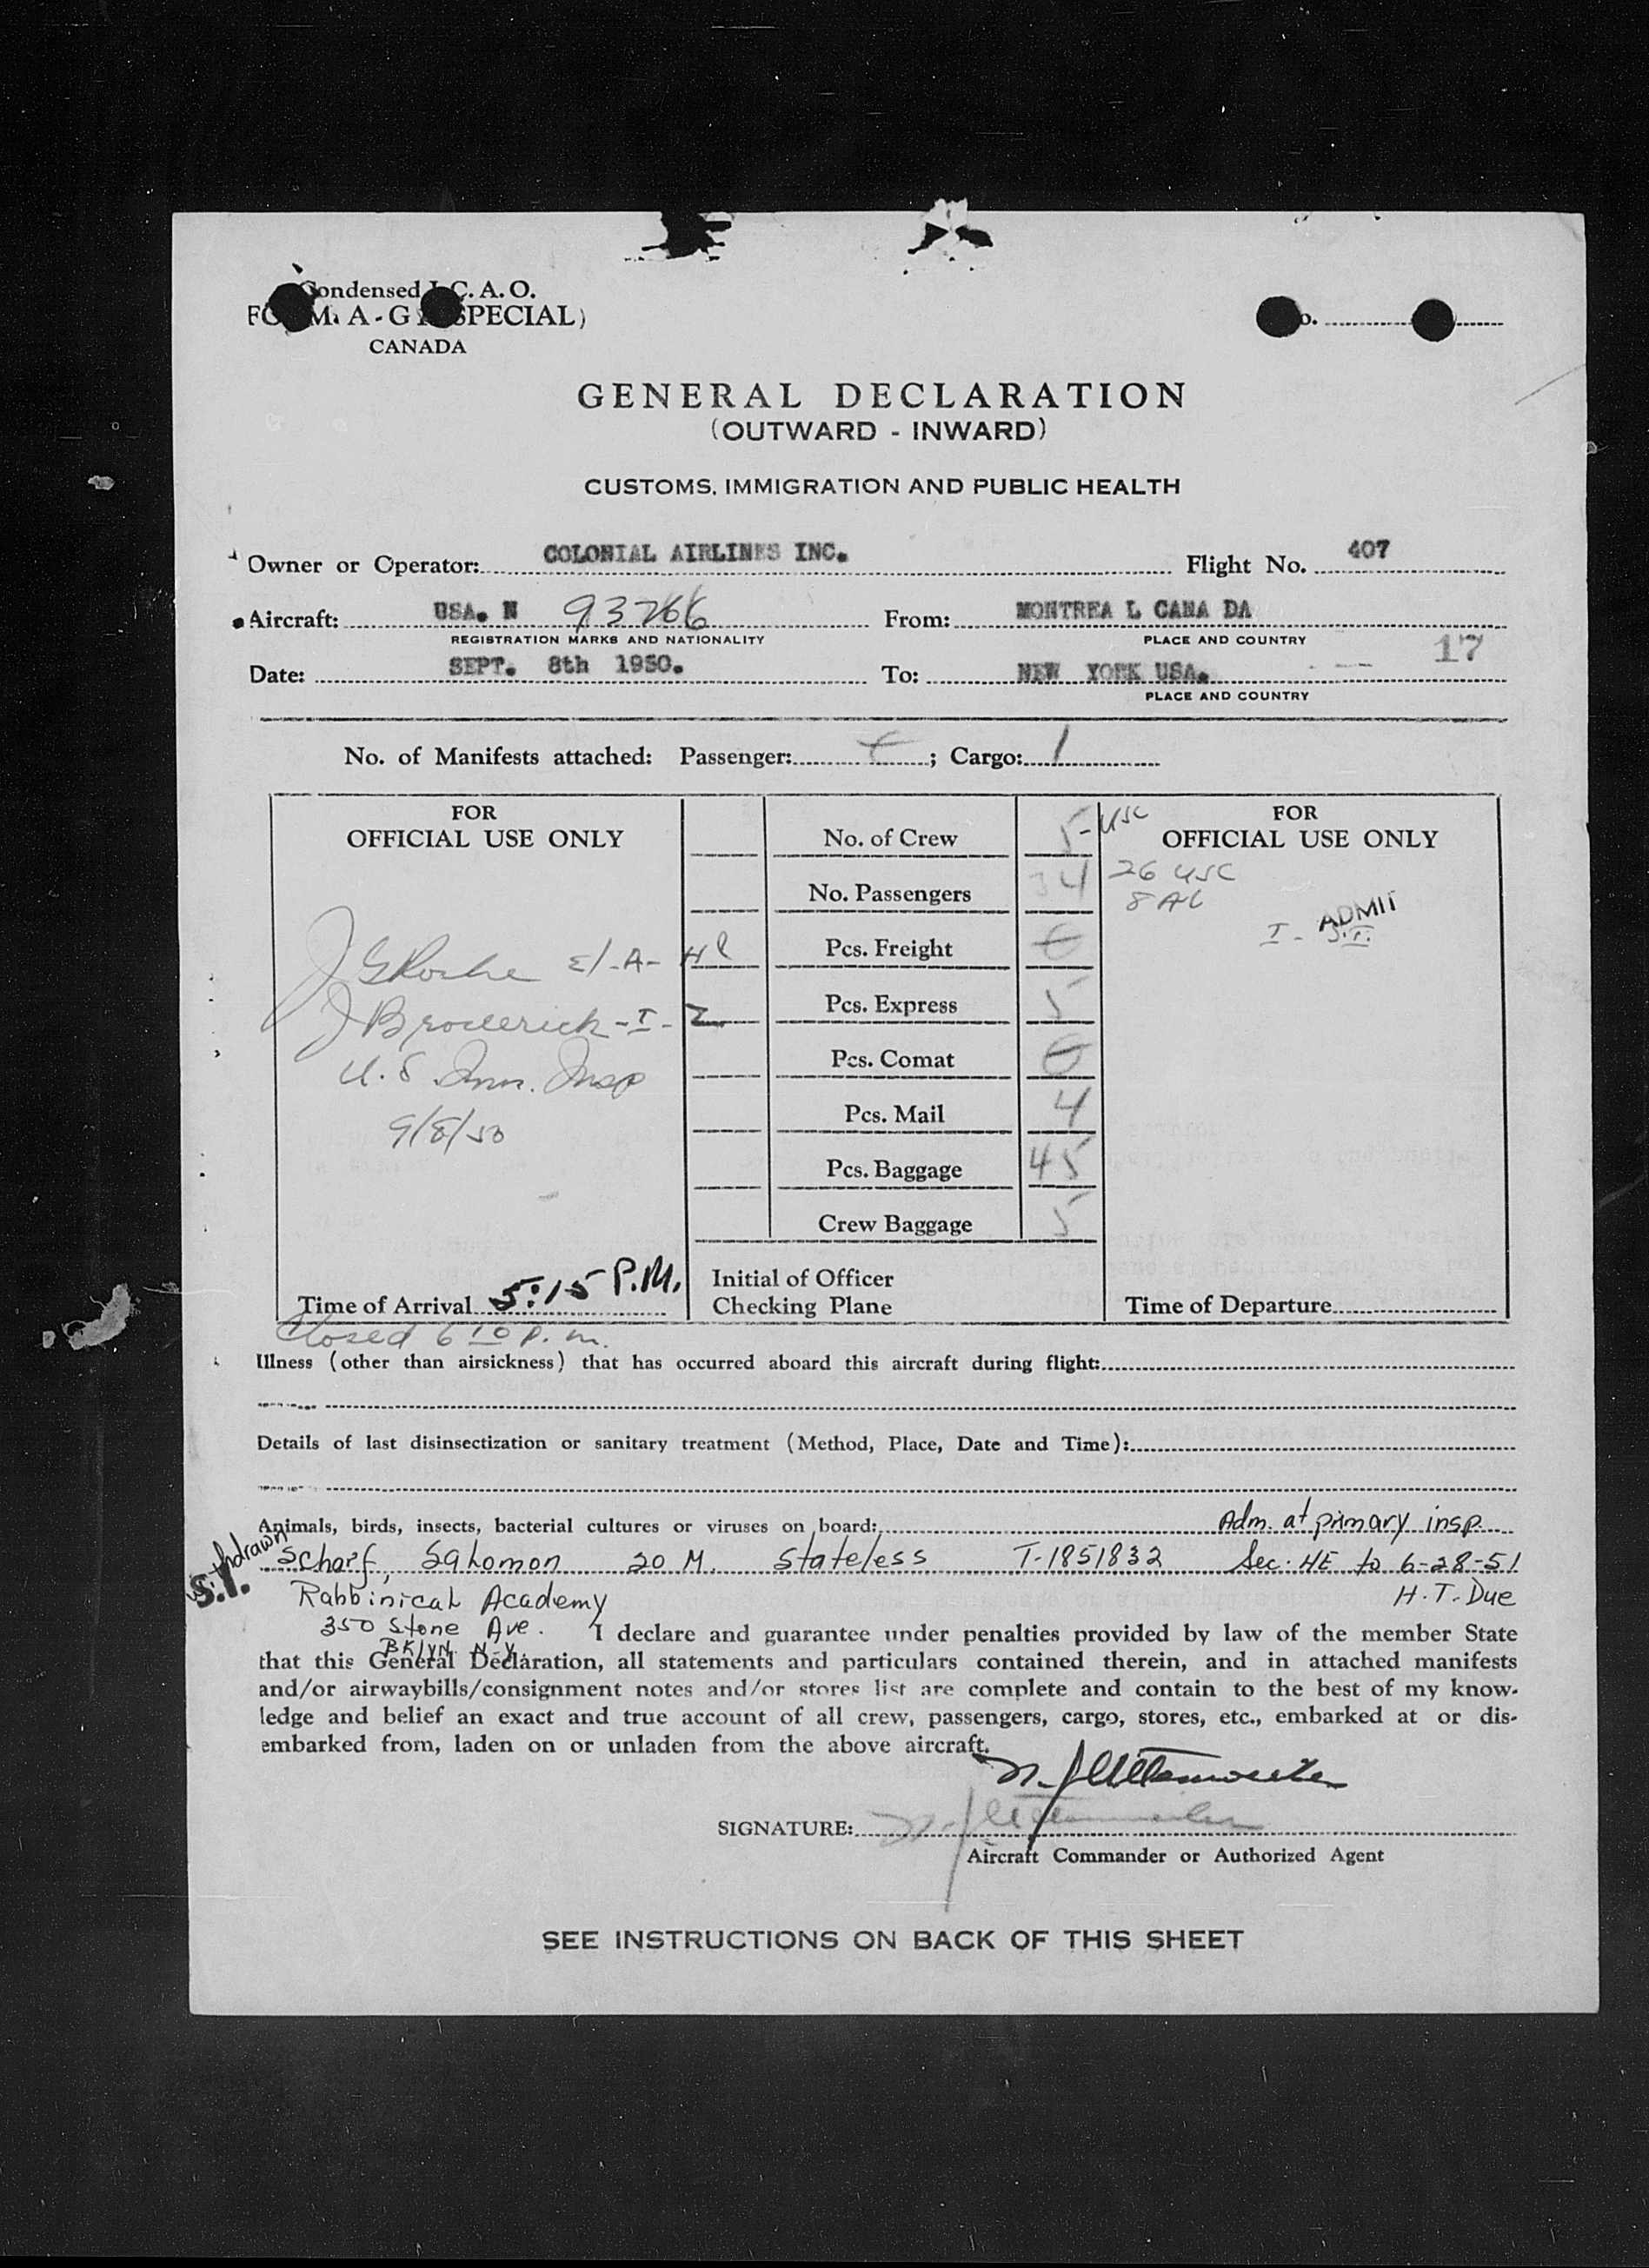 Condensed I.C.A.O.
FORM. A - G (SPECIAL)
CANADA
GENERAL DECLARATION
(OUTWARD - INWARD)
CUSTOMS, IMMIGRATION AND PUBLIC HEALTH
Owner or Operator: COLONIAL AIRLINES INC. Flight No. 407
Aircraft: USA. N 93266 From: MONTREA L CANA DA
REGISTRATION MARKS AND NATIONALITY PLACE AND COUNTRY
17
Date: SEPT. 8th 1950. To: NEW YORK USA.
PLACE AND COUNTRY
No. of Manifests attached: Passenger: ; Cargo: 1
FOR
OFFICIAL USE ONLY
No. of Crew 5 - USC
FOR
OFFICIAL USE ONLY
No. Passengers 34 26 USC
8 AL
ADMIT
I - S.I.
Pcs. Freight
J G Roche E/-A-
Pcs. Express 5
J Broderick - I - 2
Pcs. Comat 0
U.S. Imm. Insp
Pcs. Mail 4
9/8/50
Pcs. Baggage 45
Crew Baggage 5
Time of Arrival 5:15 P.M.
Initial of Officer
Checking Plane
Time of Departure
Closed 6 10 P.m.
Illness (other than airsickness) that has occurred aboard this aircraft during flight:
Details of last disinsectization or sanitary treatment (Method, Place, Date and Time):
Animals, birds, insects, bacterial cultures or viruses on board: Adm. at primary insp.
withdrawn
S.I.
Scharf, Sahomon 20 M. Stateless T-1851832 Sec: 4E to 6-28-51
Rabbinical Academy H.T. Due
350 Stone Ave.
BKlyN N.Y.
I declare and guarantee under penalties provided by law of the member State
that this General Declaration, all statements and particulars contained therein, and in attached manifests
and/or airwaybills/consignment notes and/or stores list are complete and contain to the best of my know-
ledge and belief an exact and true account of all crew, passengers, cargo, stores, etc., embarked at or dis-
embarked from, laden on or unladen from the above aircraft.
SIGNATURE:
Aircraft Commander or Authorized Agent
SEE INSTRUCTIONS ON BACK OF THIS SHEET